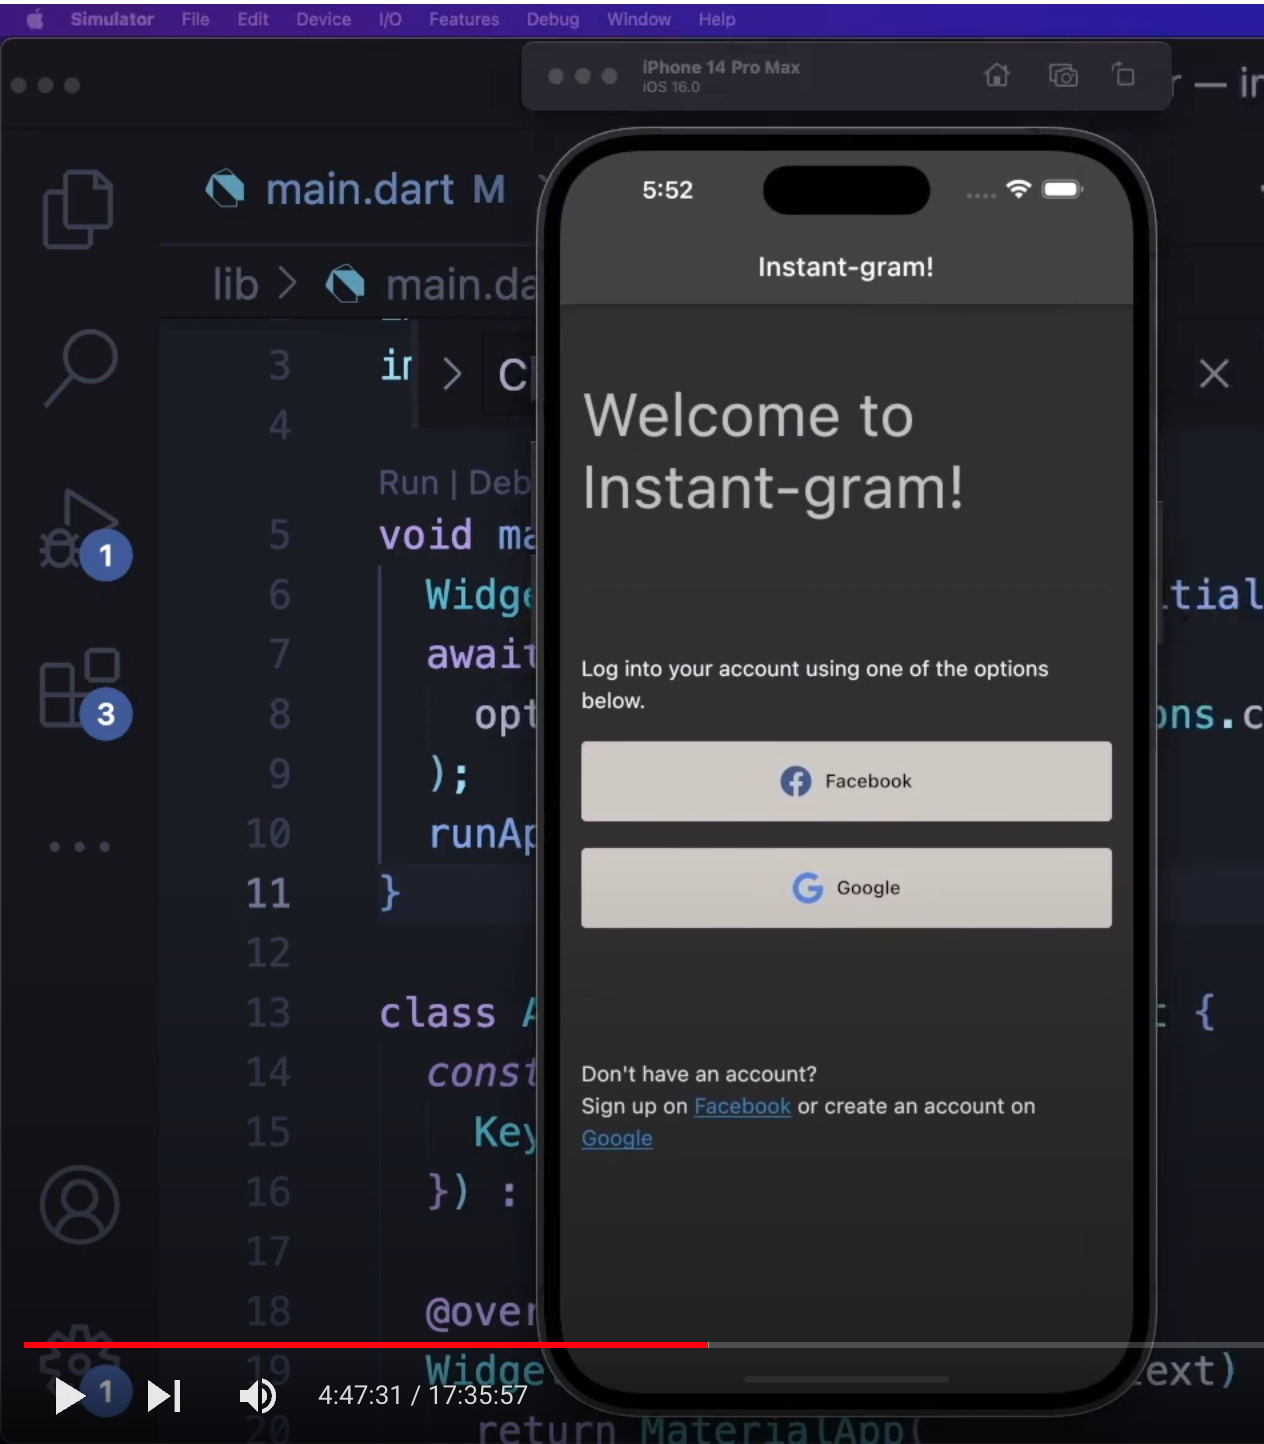 Simulator File Edit Device I/O Features Debug Window Help
iPhone 14 Pro Max
iOS 16.0
main.dart M
lib > main.da
5:52
Instant-gram!
Welcome to
Instant-gram!
Log into your account using one of the options
below.
Facebook
Google
Don't have an account?
Sign up on Facebook or create an account on
Google
3
4
Run | Deb
5 void ma
6 Widge tial
7 await
8 opt ons.c
9 );
10 runAp
11 }
12
13 class A {
14 const
15 Key
16 }) :
17
18 @over
19 Widge ext)
20 return MaterialApp(
1
3
1
4:47:31 / 17:35:57